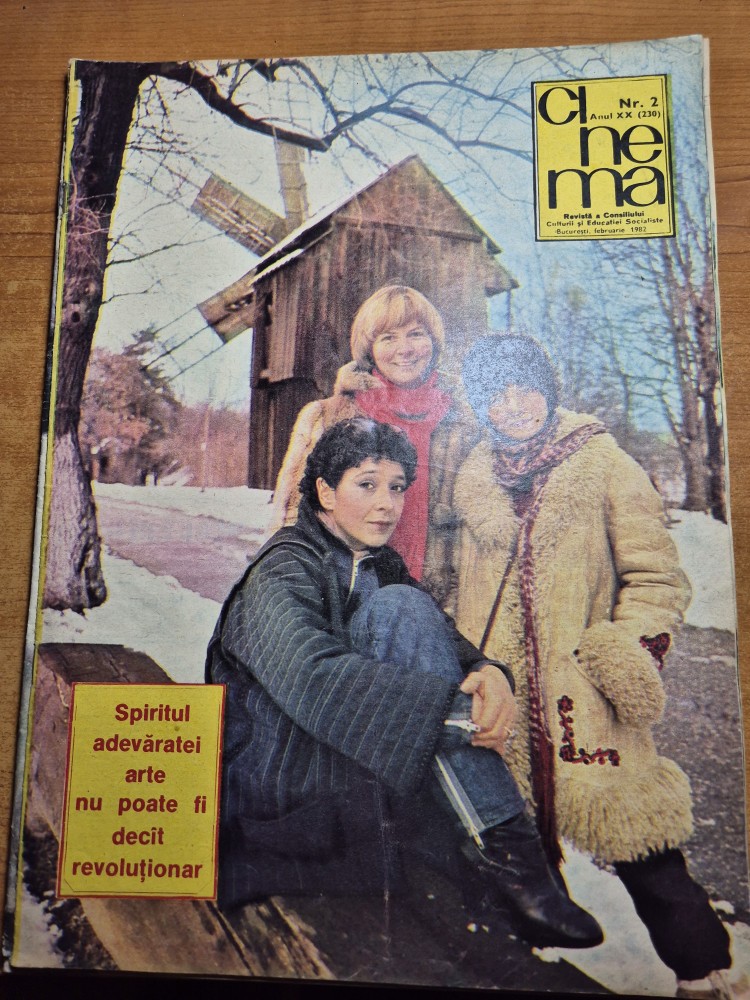 CI
Nr. 2
Anul XX (230)
ne
ma
Revistă a Consiliului
Culturii și Educației Socialiste
București, februarie 1982
Spiritul
adevăratei
arte
nu poate fi
decît
revoluționar